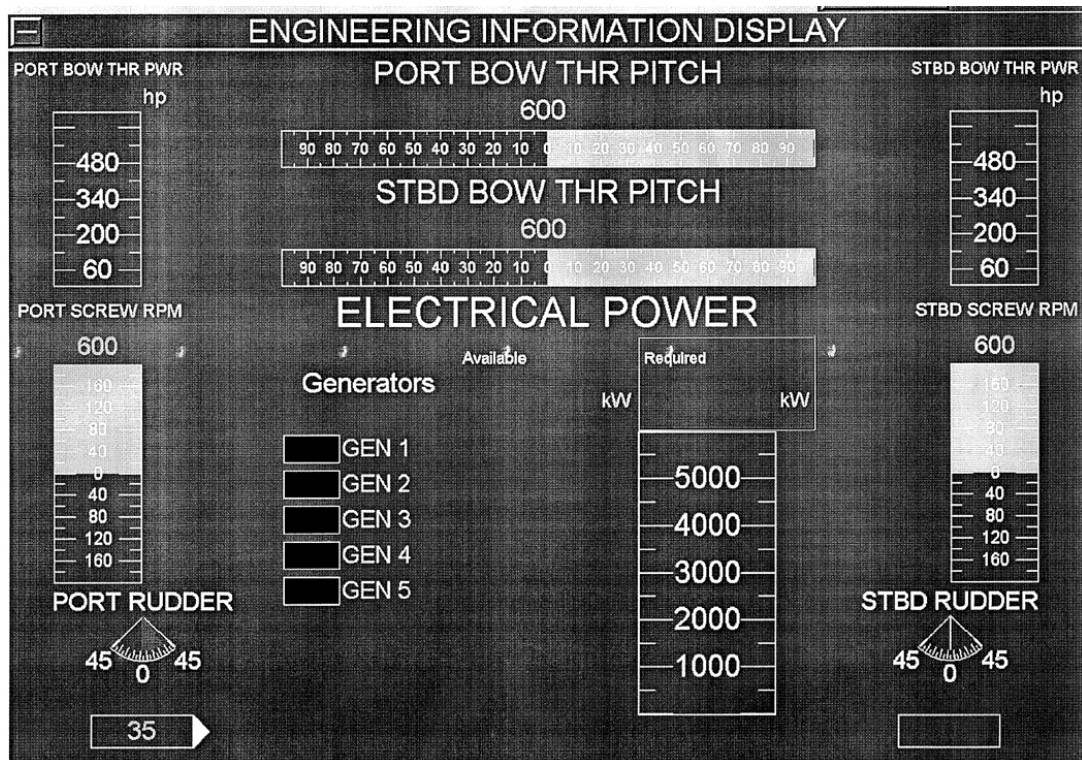 ENGINEERING INFORMATION DISPLAY
PORT BOW THR PWR
hp
480
340
200
60
PORT BOW THR PITCH
600
90 80 70 60 50 40 30 20 10 0 10 20 30 40 50 60 70 80 90
STBD BOW THR PITCH
600
90 80 70 60 50 40 30 20 10 0 10 20 30 40 50 60 70 80 90
STBD BOW THR PWR
hp
480
340
200
60
PORT SCREW RPM
600
160
120
80
40
0
40
80
120
160
ELECTRICAL POWER
Available
Required
Generators
kW
kW
GEN 1
GEN 2
GEN 3
GEN 4
GEN 5
5000
4000
3000
2000
1000
STBD SCREW RPM
600
160
120
80
40
0
40
80
120
160
PORT RUDDER
45 0 45
35
STBD RUDDER
45 0 45